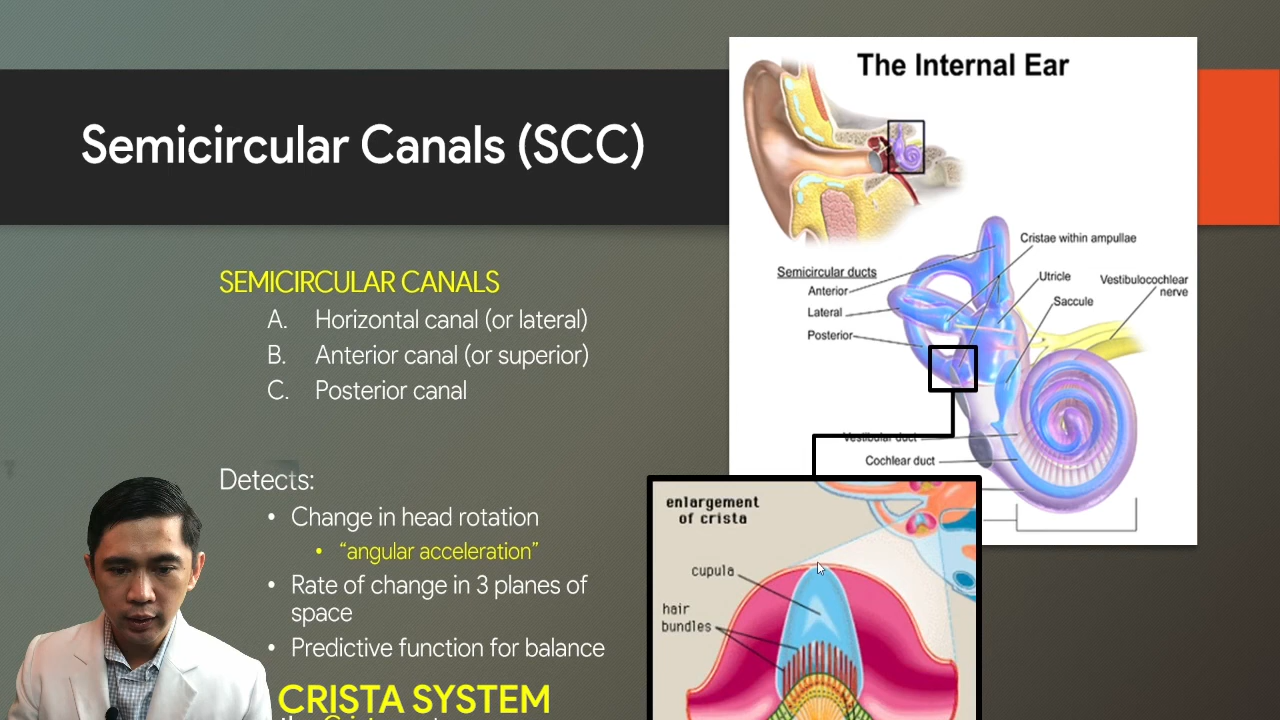 Semicircular Canals (SCC)
SEMICIRCULAR CANALS
A. Horizontal canal (or lateral)
B. Anterior canal (or superior)
C. Posterior canal
Detects:
• Change in head rotation
• “angular acceleration”
• Rate of change in 3 planes of
space
• Predictive function for balance
CRISTA SYSTEM
The Internal Ear
Cristae within ampullae
Semicircular ducts
Anterior
Lateral
Posterior
Utricle
Vestibulocochlear
nerve
Saccule
Vestibular duct
Cochlear duct
enlargement
of crista
cupula
hair
bundles